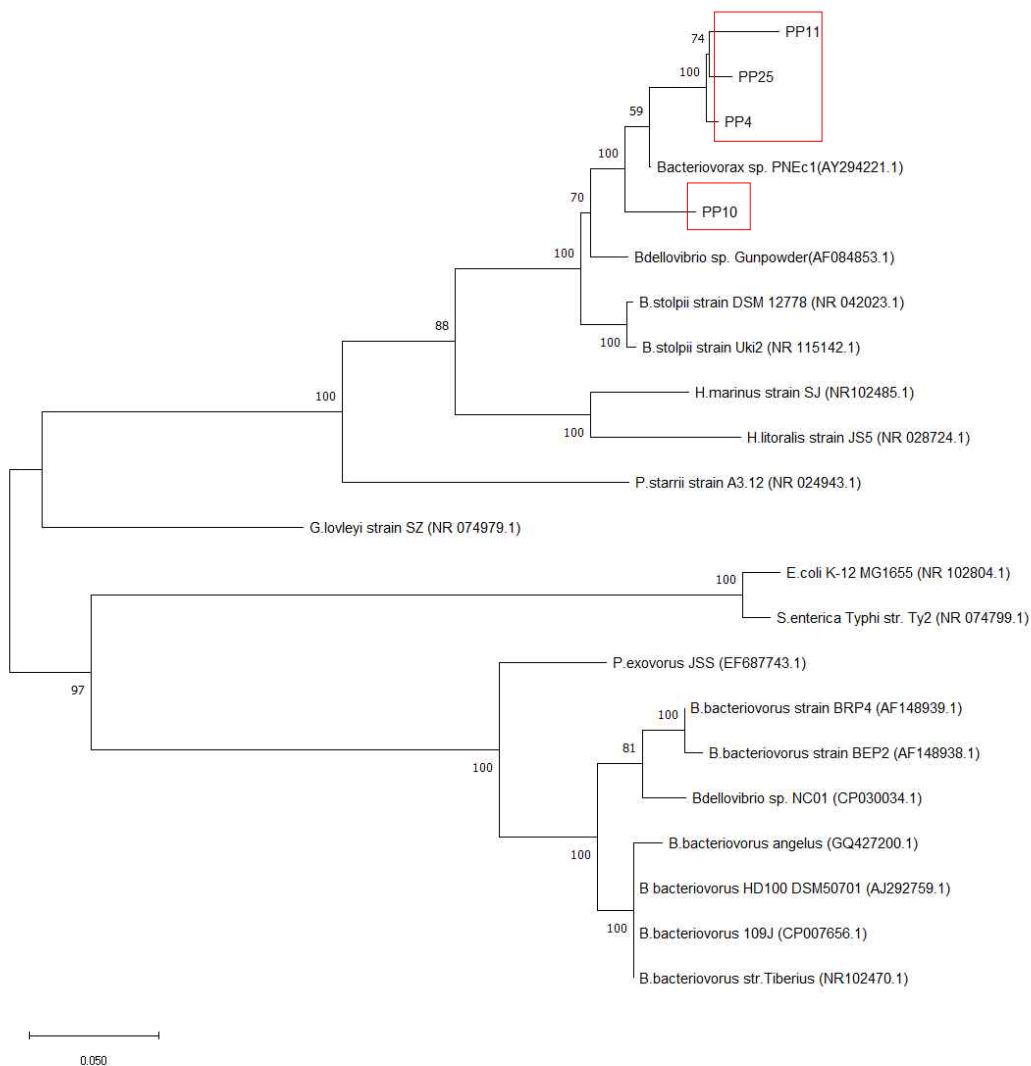 PP11
74
PP25
100
PP4
59
Bacteriovorax sp. PNEc1(AY294221.1)
100
PP10
70
Bdellovibrio sp. Gunpowder(AF084853.1)
100
B.stolpii strain DSM 12778 (NR 042023.1)
88
B.stolpii strain Uki2 (NR 115142.1)
100
H.marinus strain SJ (NR102485.1)
100
H.litoralis strain JS5 (NR 028724.1)
100
P.starrii strain A3.12 (NR 024943.1)
G.lovleyi strain SZ (NR 074979.1)
E.coli K-12 MG1655 (NR 102804.1)
100
S.enterica Typhi str. Ty2 (NR 074799.1)
P.exovorus JSS (EF687743.1)
97
B.bacteriovorus strain BRP4 (AF148939.1)
100
B.bacteriovorus strain BEP2 (AF148938.1)
81
100
Bdellovibrio sp. NC01 (CP030034.1)
B.bacteriovorus angelus (GQ427200.1)
100
B bacteriovorus HD100 DSM50701 (AJ292759.1)
B.bacteriovorus 109J (CP007656.1)
100
B.bacteriovorus str.Tiberius (NR102470.1)
0.050